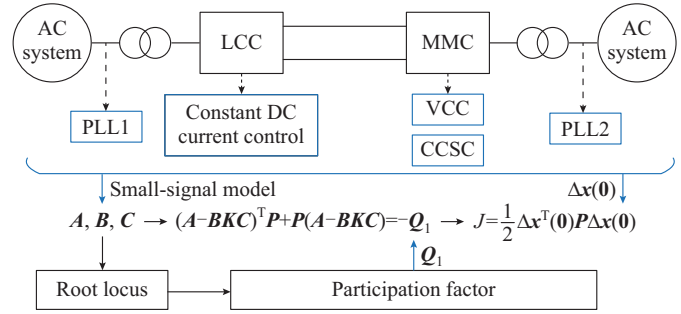 AC
system
LCC
MMC
AC
system
PLL1
Constant DC
current control
VCC
CCSC
PLL2
Small-signal model
Δx(0)
A, B, C → (A−BKC)ᵀP+P(A−BKC)=−Q₁ → J=½Δxᵀ(0)PΔx(0)
Q₁
Root locus
Participation factor